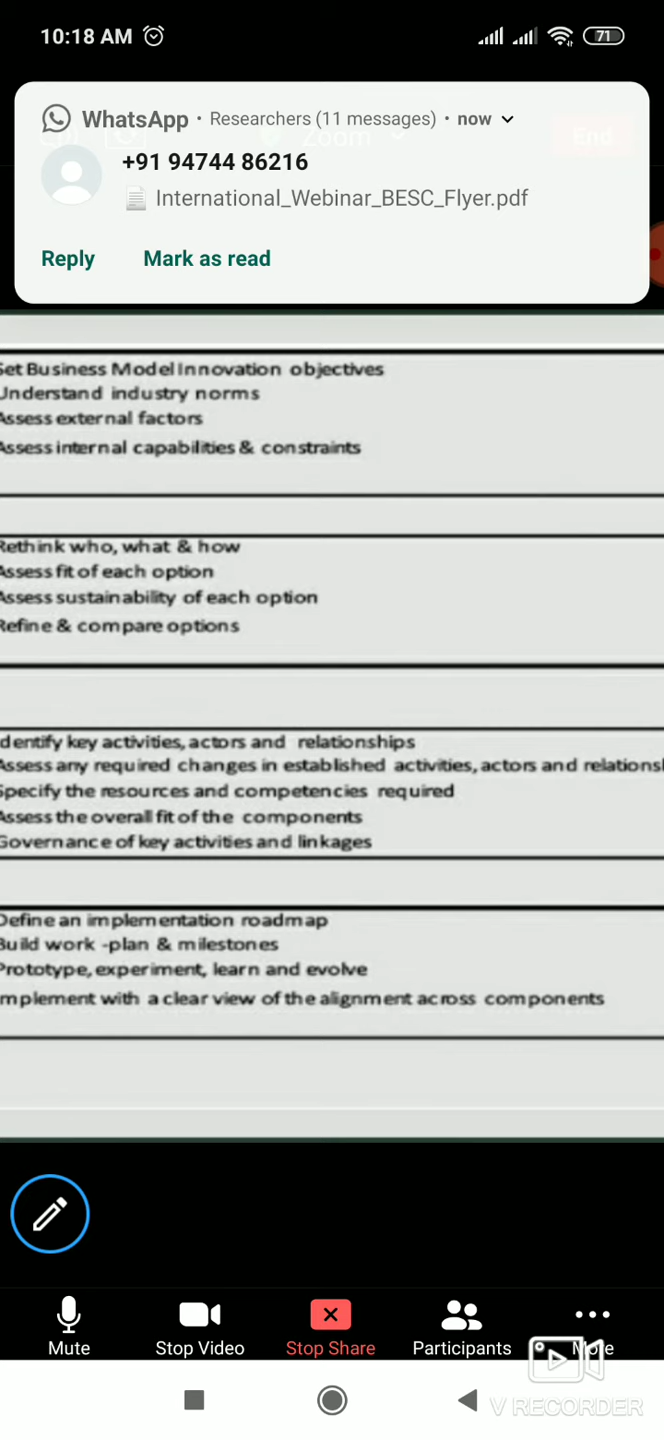 10:18 AM 71
WhatsApp · Researchers (11 messages) · now
Zoom End
+91 94744 86216
International_Webinar_BESC_Flyer.pdf
Reply Mark as read
Set Business Model Innovation objectives
Understand industry norms
Assess external factors
Assess internal capabilities & constraints
Rethink who, what & how
Assess fit of each option
Assess sustainability of each option
Refine & compare options
dentify key activities, actors and relationships
Assess any required changes in established activities, actors and relations
Specify the resources and competencies required
Assess the overall fit of the components
Governance of key activities and linkages
Define an implementation roadmap
Build work -plan & milestones
Prototype, experiment, learn and evolve
mplement with a clear view of the alignment across components
Mute Stop Video Stop Share Participants More
V RECORDER